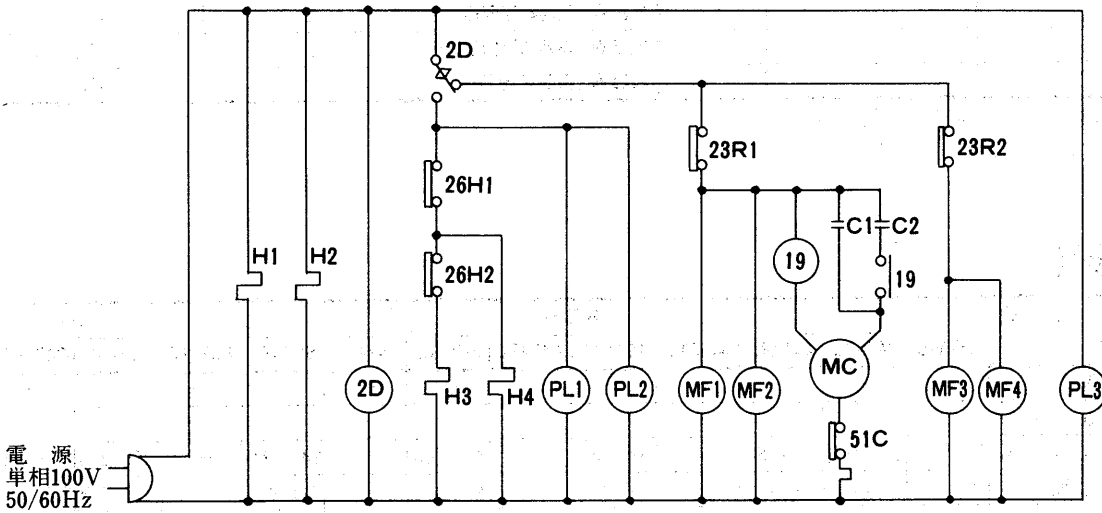 2D
23R1
23R2
26H1
C1
C2
H1
H2
19
26H2
19
MC
2D
H3
H4
PL1
PL2
MF1
MF2
MF3
MF4
PL3
51C
電 源
単相100V
50/60Hz